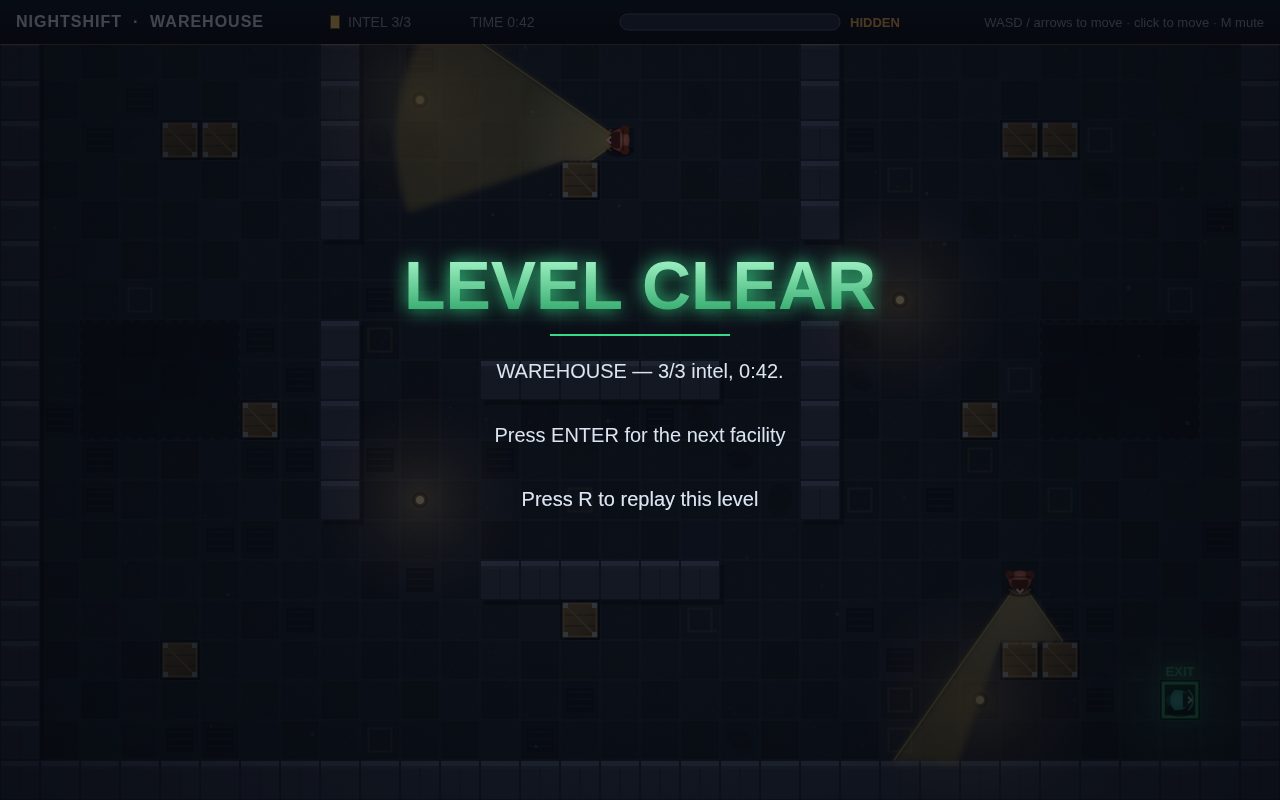 NIGHTSHIFT · WAREHOUSE INTEL 3/3 TIME 0:42 HIDDEN WASD / arrows to move · click to move · M mute
LEVEL CLEAR
WAREHOUSE — 3/3 intel, 0:42.
Press ENTER for the next facility
Press R to replay this level
EXIT